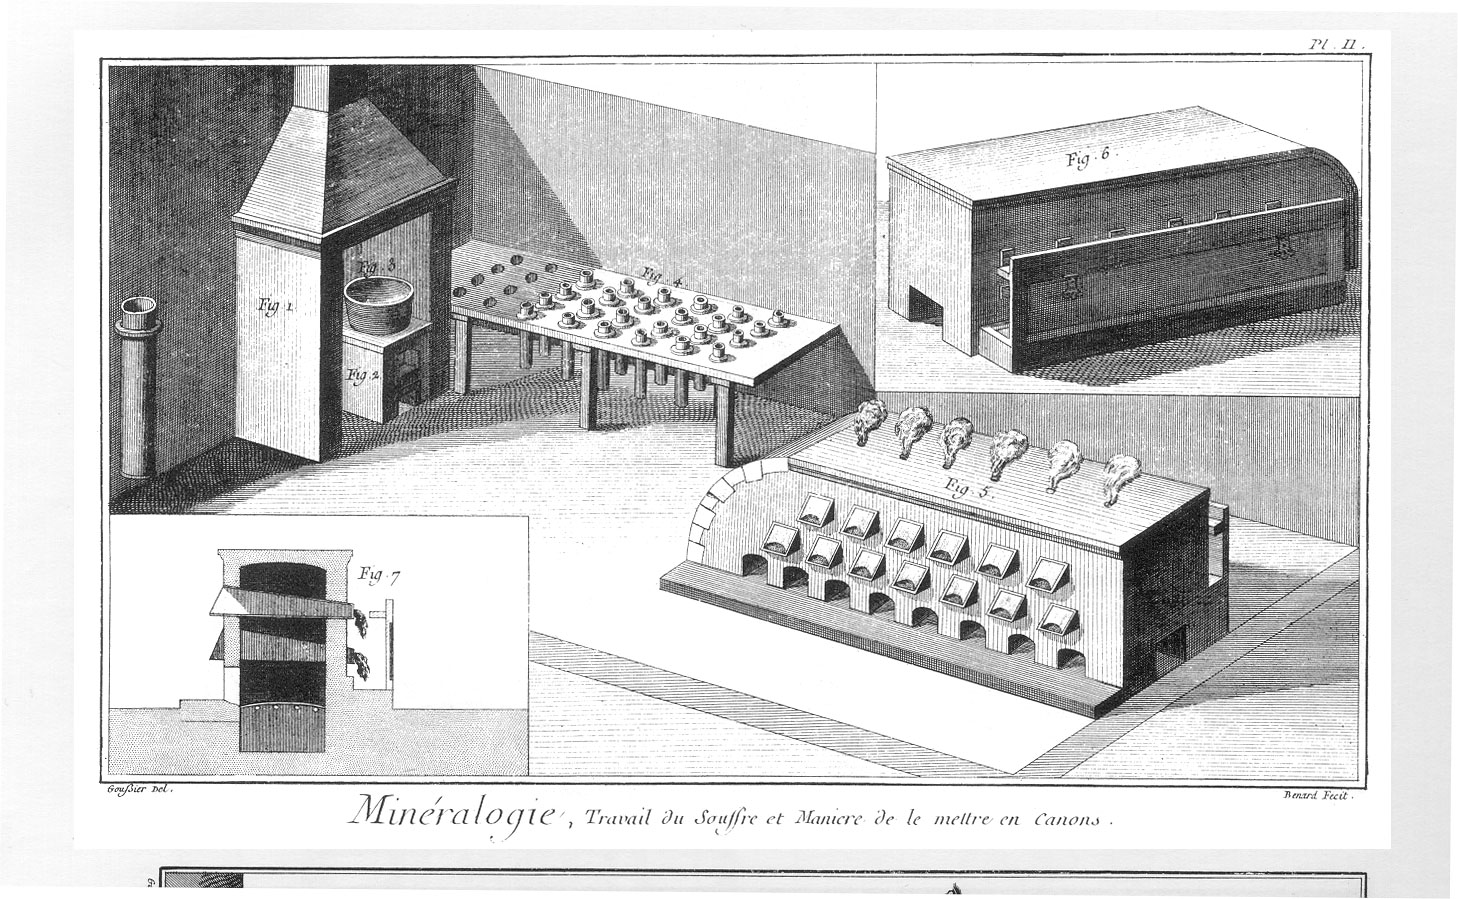 Pl. II.
Fig. 6.
Fig. 3
Fig. 4
Fig. 1.
Fig. 2
Fig. 5.
Fig. 7
Goussier Del.
Benard Fecit.
Minéralogie, Travail du Souffre et Maniere de le mettre en Canons.